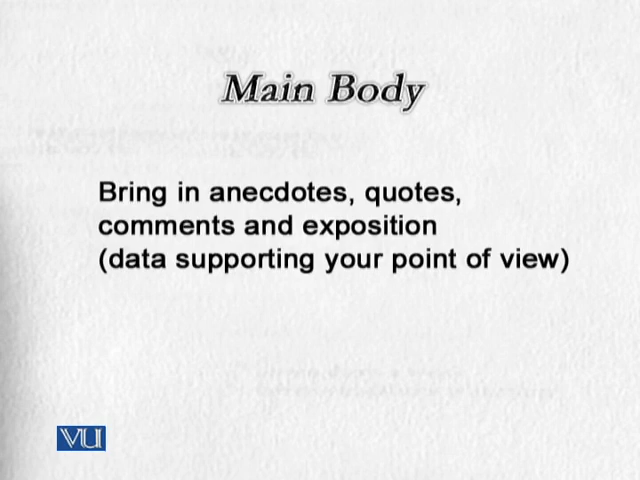 Main Body
Bring in anecdotes, quotes,
comments and exposition
(data supporting your point of view)
VU